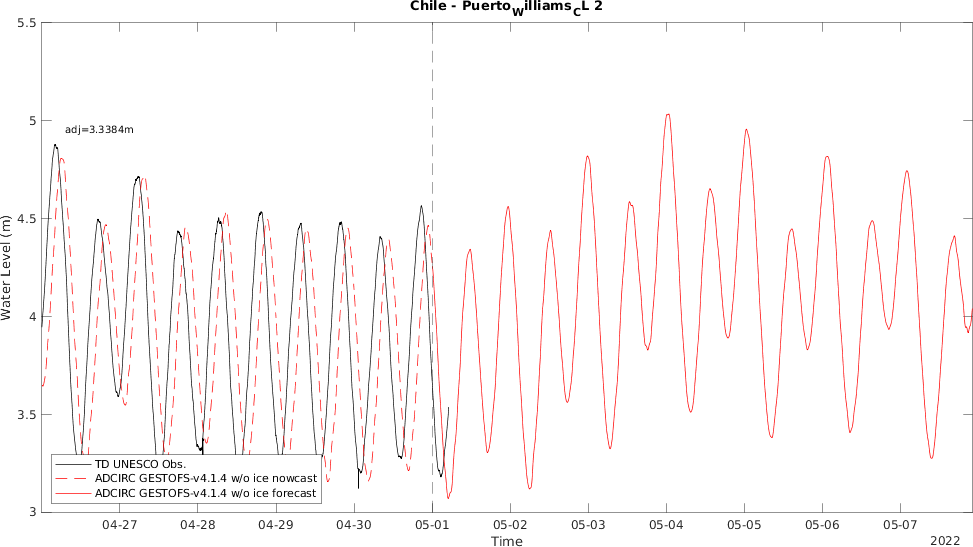 Chile - PuertoWilliamsCL 2
5.5
5
4.5
4
3.5
3
Water Level (m)
adj=3.3384m
TD UNESCO Obs.
ADCIRC GESTOFS-v4.1.4 w/o ice nowcast
ADCIRC GESTOFS-v4.1.4 w/o ice forecast
04-27 04-28 04-29 04-30 05-01 05-02 05-03 05-04 05-05 05-06 05-07
Time
2022